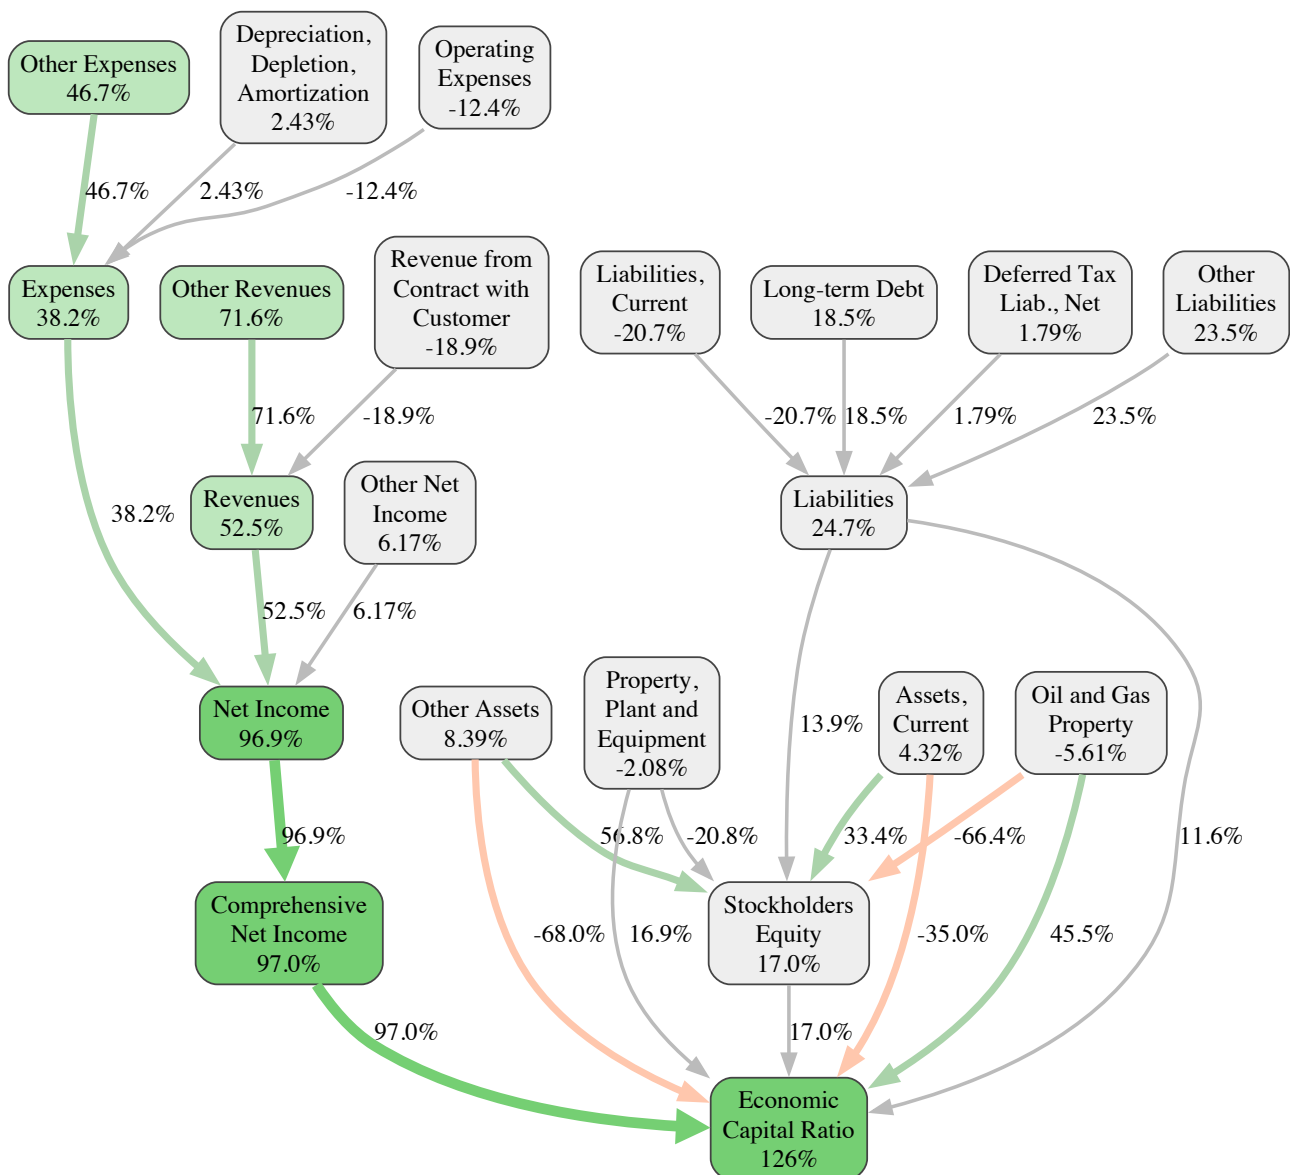 Other Expenses
46.7%
Depreciation,
Depletion,
Amortization
2.43%
Operating
Expenses
-12.4%
46.7%
2.43%
-12.4%
Expenses
38.2%
Other Revenues
71.6%
Revenue from
Contract with
Customer
-18.9%
Liabilities,
Current
-20.7%
Long-term Debt
18.5%
Deferred Tax
Liab., Net
1.79%
Other
Liabilities
23.5%
71.6%
-18.9%
-20.7%
18.5%
1.79%
23.5%
38.2%
Revenues
52.5%
Other Net
Income
6.17%
Liabilities
24.7%
52.5%
6.17%
Net Income
96.9%
Other Assets
8.39%
Property,
Plant and
Equipment
-2.08%
13.9%
Assets,
Current
4.32%
Oil and Gas
Property
-5.61%
96.9%
56.8%
-20.8%
33.4%
-66.4%
11.6%
Comprehensive
Net Income
97.0%
-68.0%
16.9%
Stockholders
Equity
17.0%
-35.0%
45.5%
97.0%
17.0%
Economic
Capital Ratio
126%